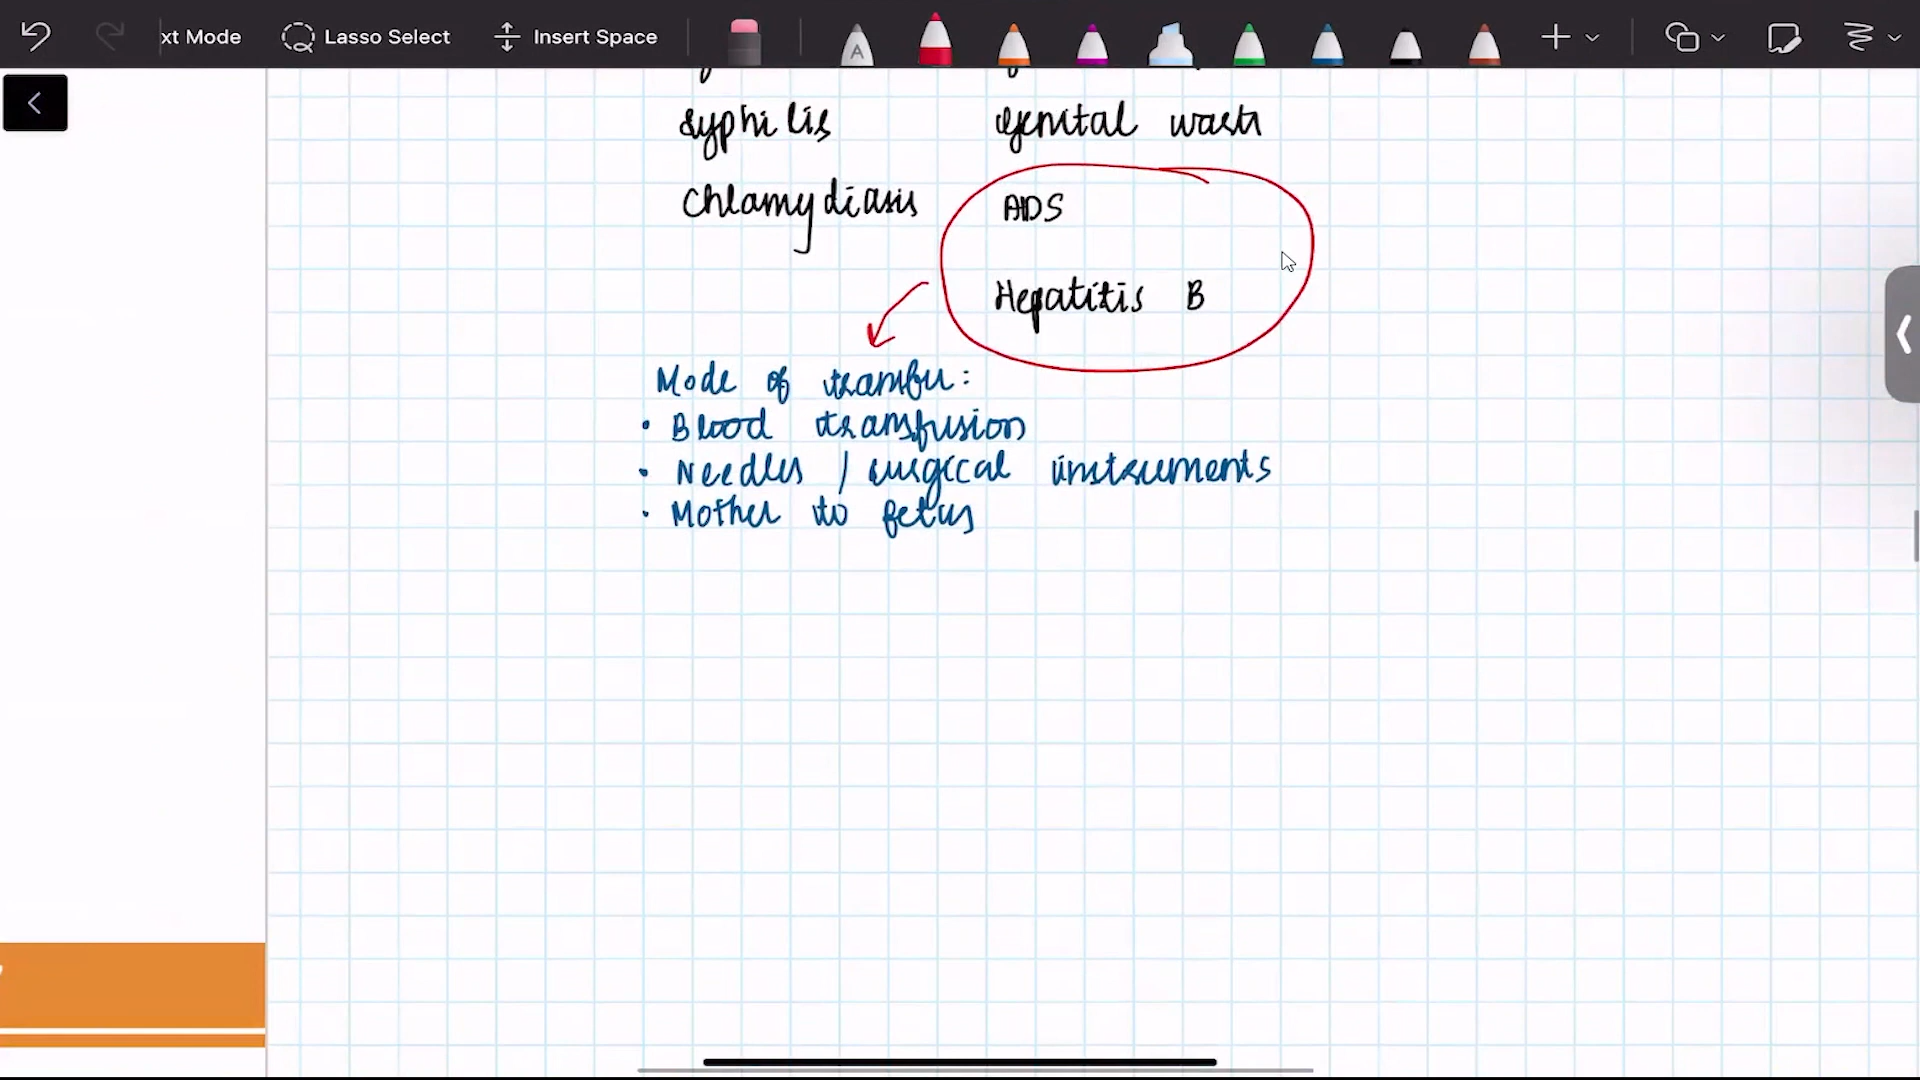 xt Mode Lasso Select Insert Space
syphilis genital warts
Chlamydiasis AIDS
Hepatitis B
Mode of transfer:
• Blood transfusion
• Needles / surgical instruments
• Mother to fetus